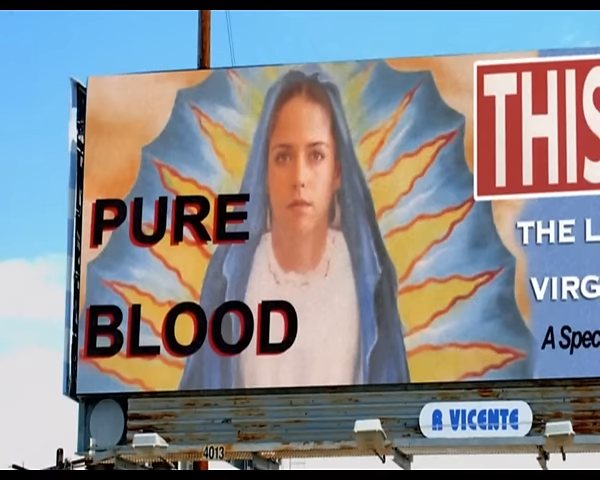 PURE
BLOOD
THIS
THE L
VIRG
A Spec
A VICENTE
4013